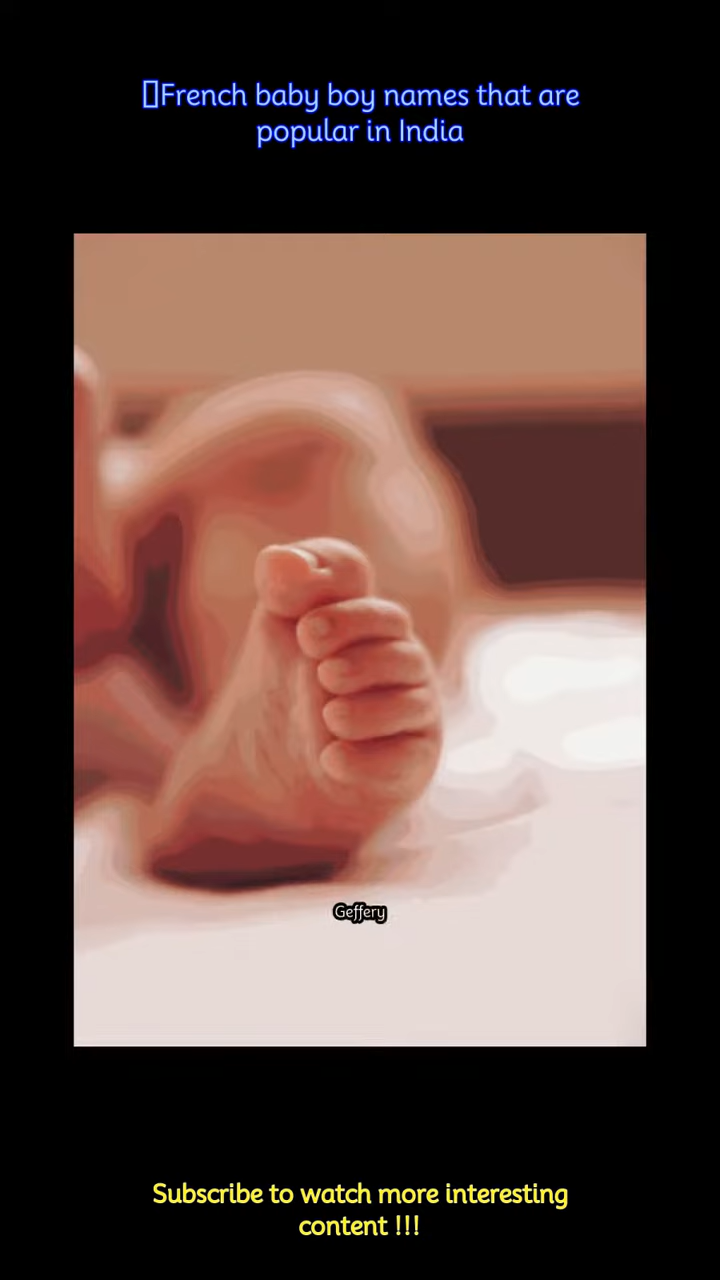 French baby boy names that are
popular in India
Geffery
Subscribe to watch more interesting
content !!!